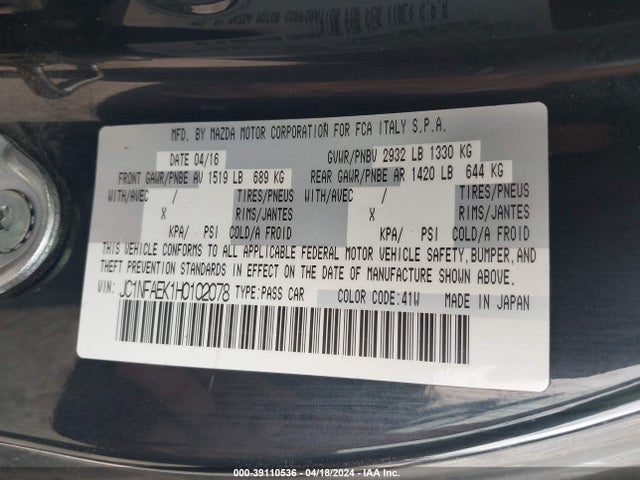 MFD. BY MAZDA MOTOR CORPORATION FOR FCA ITALY S.P.A.
DATE 04/16 GVWR/PNBV 2932 LB 1330 KG
FRONT GAWR/PNBE AV 1519 LB 689 KG REAR GAWR/PNBE AR 1420 LB 644 KG
WITH/AVEC / TIRES/PNEUS WITH/AVEC / TIRES/PNEUS
X RIMS/JANTES X RIMS/JANTES
KPA/ PSI COLD/A FROID KPA/ PSI COLD/A FROID
THIS VEHICLE CONFORMS TO ALL APPLICABLE FEDERAL MOTOR VEHICLE SAFETY, BUMPER, AND
THEFT PREVENTION STANDARDS IN EFFECT ON THE DATE OF MANUFACTURE SHOWN ABOVE.
VIN: JC1NFAEK1H0102078 TYPE:PASS CAR COLOR CODE:41W MADE IN JAPAN
000-39110536 - 04/18/2024 - IAA Inc.